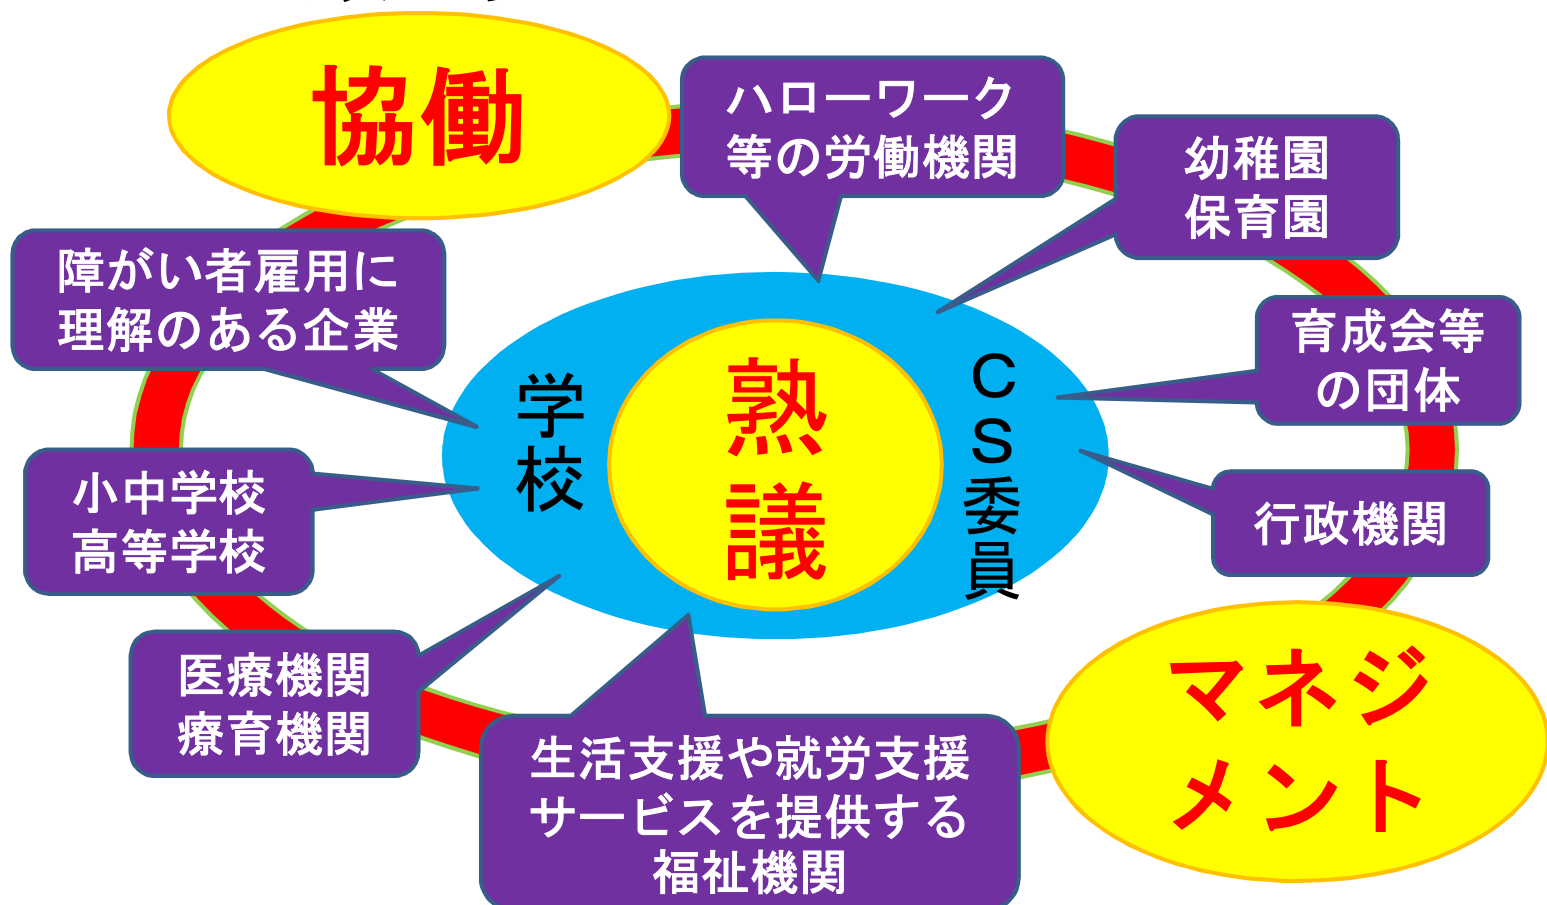 協働
ハローワーク
等の労働機関
幼稚園
保育園
障がい者雇用に
理解のある企業
育成会等
の団体
学校
熟議
ＣＳ委員
小中学校
高等学校
行政機関
医療機関
療育機関
生活支援や就労支援
サービスを提供する
福祉機関
マネジ
メント